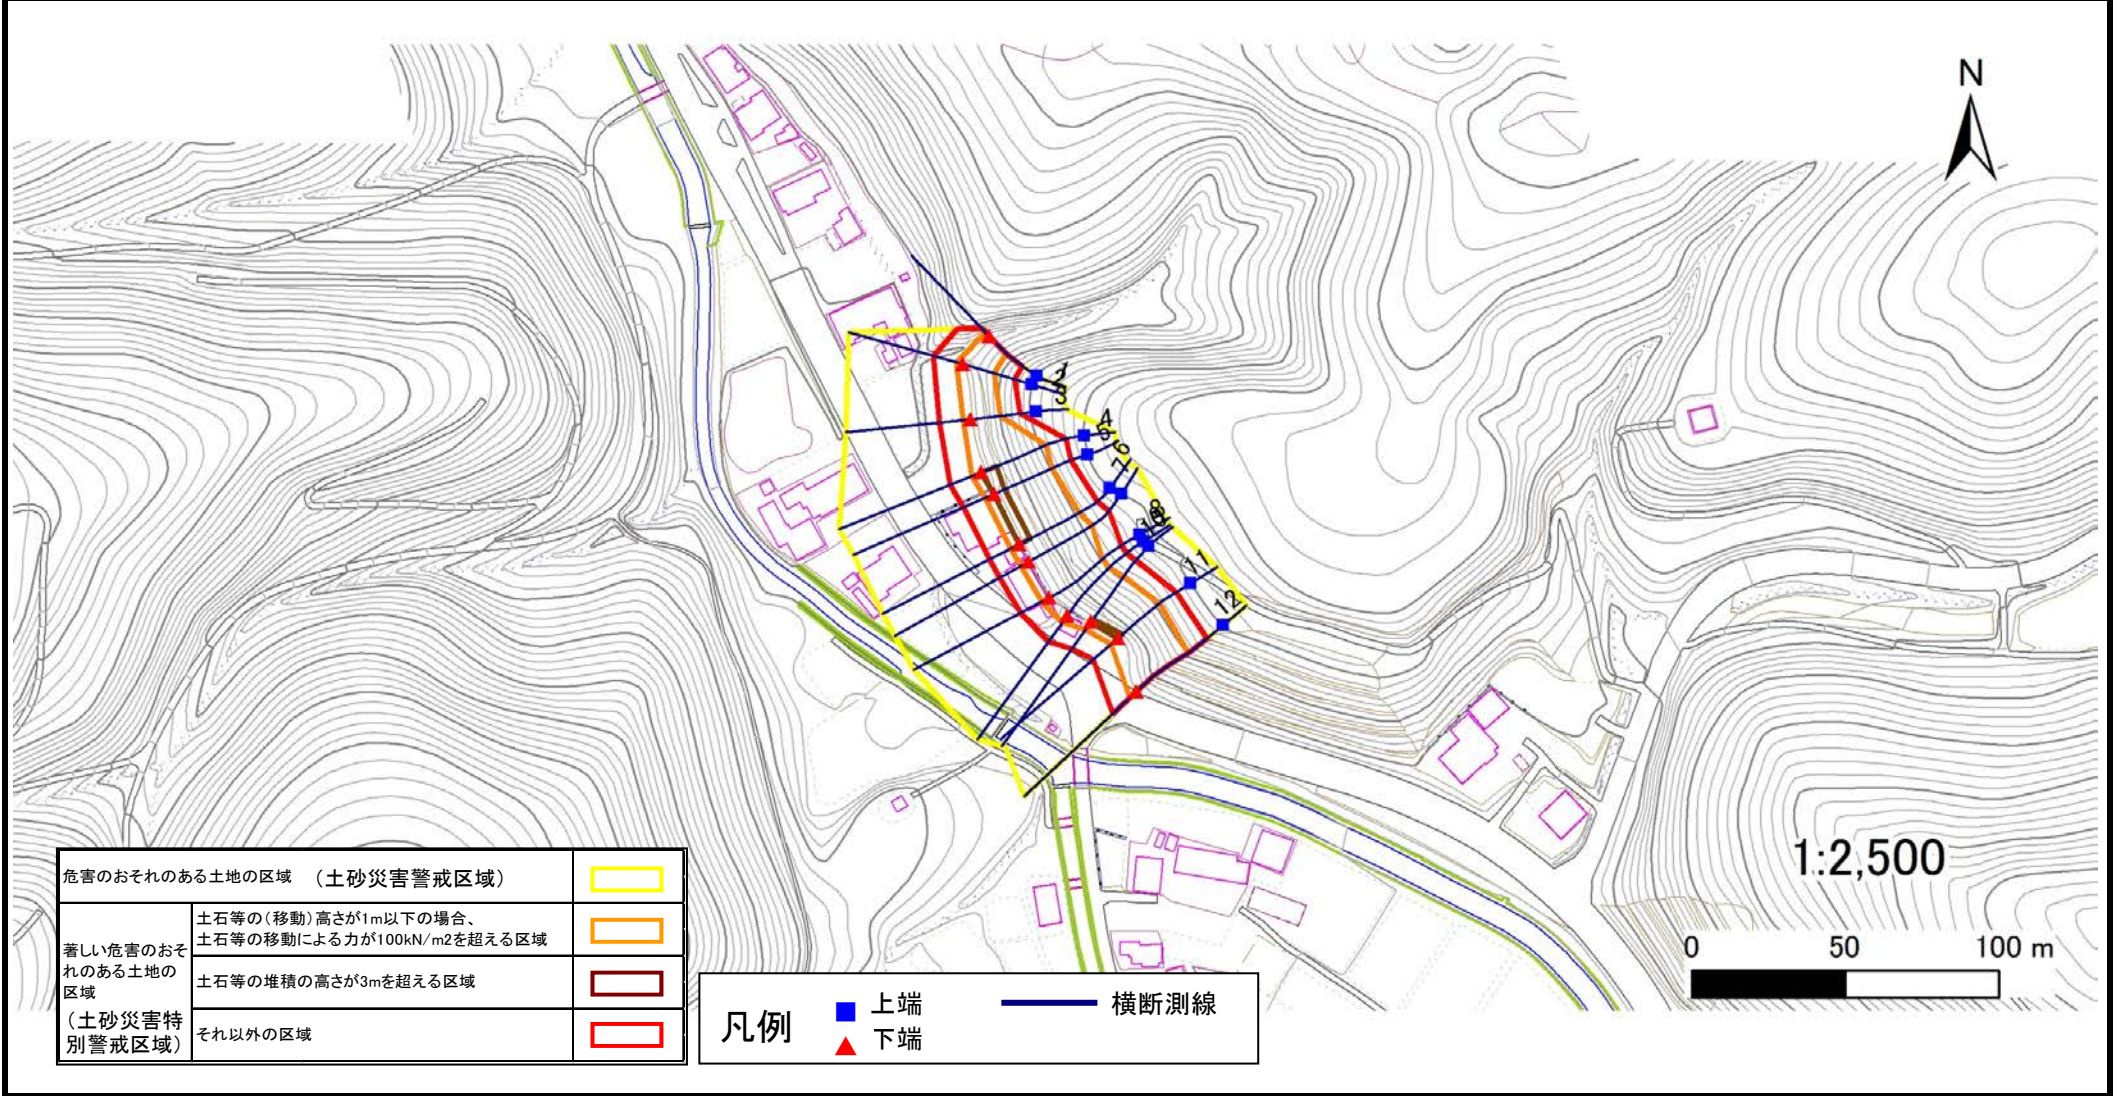 N
1
2
3
4
5
6
7
8
11
12
1:2,500
0 50 100 m
危害のおそれのある土地の区域 (土砂災害警戒区域)
著しい危害のおそ
れのある土地の
区域
(土砂災害特
別警戒区域)
土石等の(移動)高さが1m以下の場合、
土石等の移動による力が100kN/m2を超える区域
土石等の堆積の高さが3mを超える区域
それ以外の区域
凡例
上端
下端
横断測線